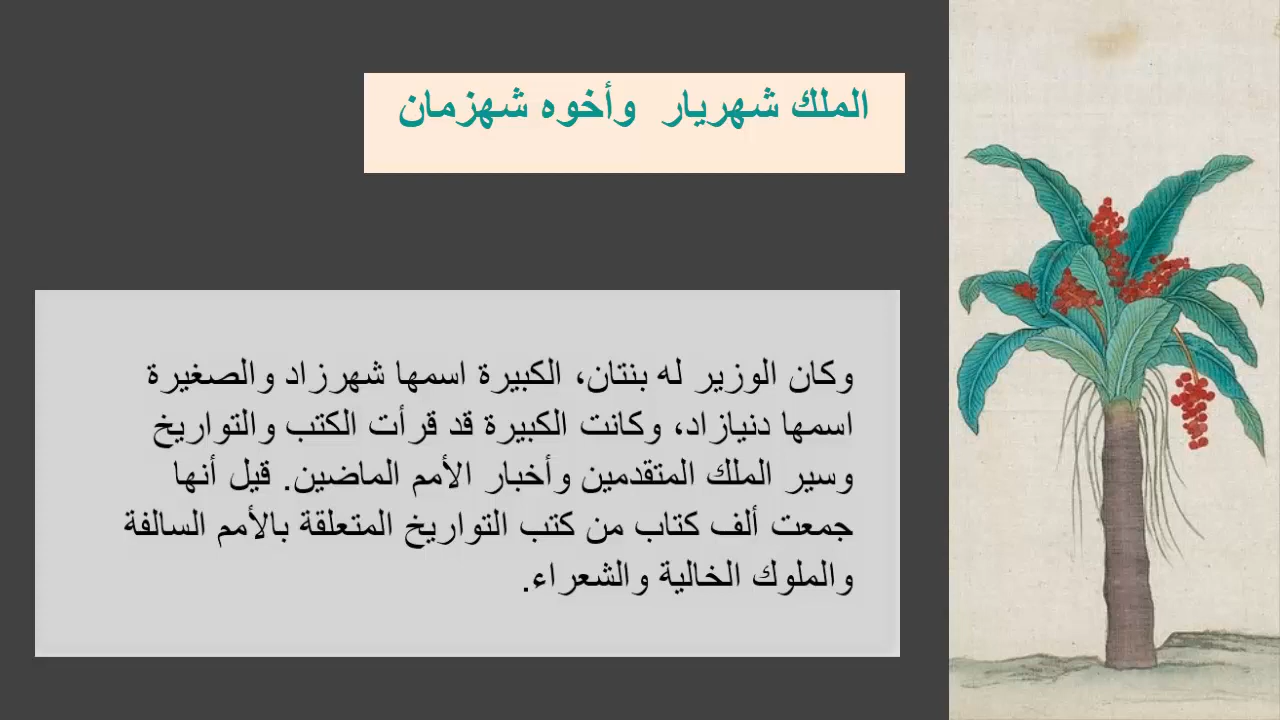 الملك شهريار وأخوه شهزمان
وكان الوزير له بنتان، الكبيرة اسمها شهرزاد والصغيرة
اسمها دنيازاد، وكانت الكبيرة قد قرأت الكتب والتواريخ
وسير الملك المتقدمين وأخبار الأمم الماضين. قيل أنها
جمعت ألف كتاب من كتب التواريخ المتعلقة بالأمم السالفة
والملوك الخالية والشعراء.